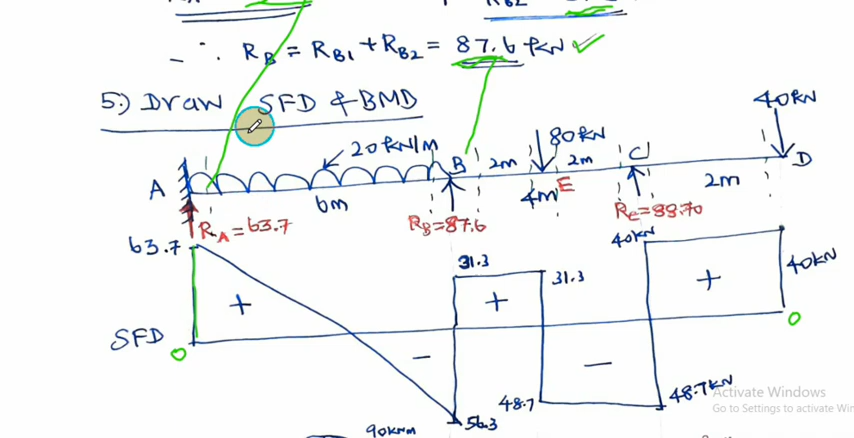 ∴ RB = RB1 + RB2 = 87.6 kN ✓
5.) Draw SFD & BMD
40kN
20kN/m
B
2m
80kN
2m
C
D
A
6m
4m
E
2m
RA = 63.7
RB = 87.6
Rc = 88.70
63.7
31.3
31.3
40kN
40kN
+
+
+
SFD
0
−
−
0
48.7
48.7kN
56.3
90kNm
Activate Windows
Go to Settings to activate Win